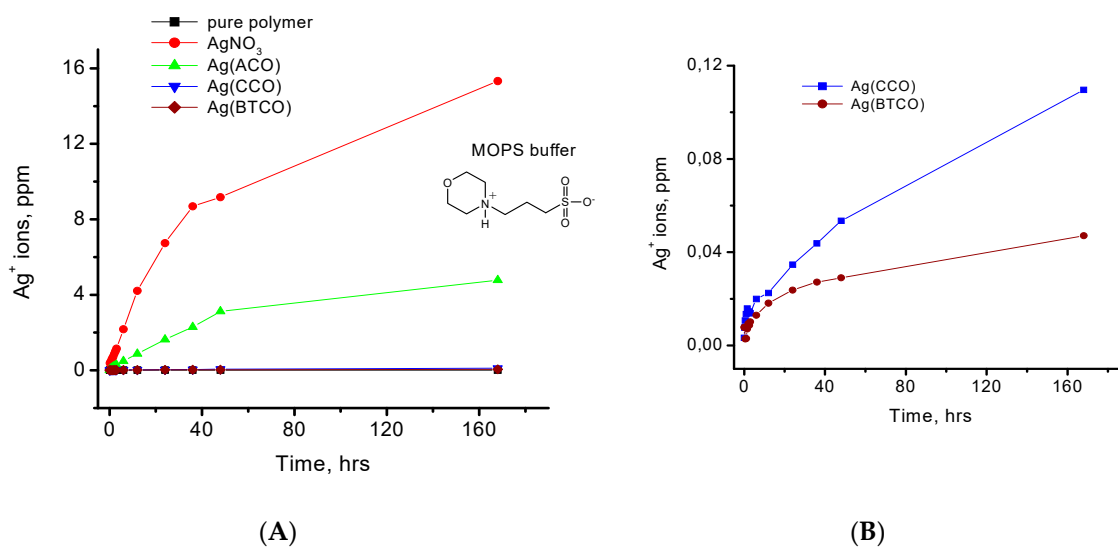 pure polymer
AgNO3
Ag(ACO)
Ag(CCO)
Ag(BTCO)
16
12
8
4
0
Ag+ ions, ppm
MOPS buffer
O
N
+
H
O
S
O-
O
0
40
80
120
160
Time, hrs
(A)
0,12
0,08
0,04
0,00
Ag+ ions, ppm
Ag(CCO)
Ag(BTCO)
0
40
80
120
160
Time, hrs
(B)